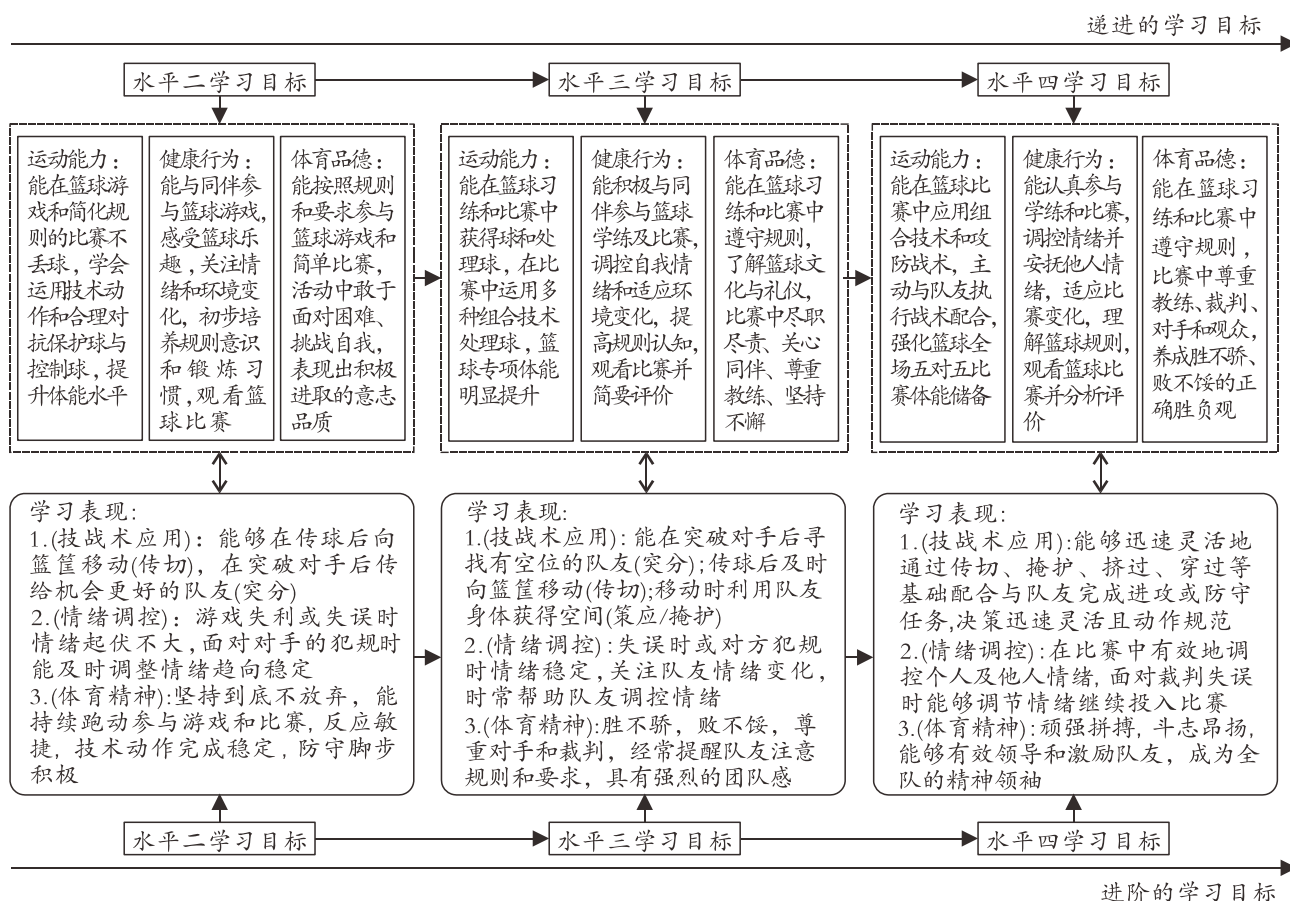 递进的学习目标
水平二学习目标
水平三学习目标
水平四学习目标
运动能力：
能在篮球游
戏和简化规
则的比赛不
丢球，学会
运用技术动
作和合理对
抗保护球与
控制球，提
升体能水平
健康行为：
能与同伴参
与篮球游戏，
感受篮球乐
趣，关注情
绪和环境变
化，初步培
养规则意识
和锻炼习
惯，观看篮
球比赛
体育品德：
能按照规则
和要求参与
篮球游戏和
简单比赛，
活动中敢于
面对困难、
挑战自我，
表现出积极
进取的意志
品质
运动能力：
能在篮球习
练和比赛中
获得球和处
理球，在比
赛中运用多
种组合技术
处理球，篮
球专项体能
明显提升
健康行为：
能积极与同
伴参与篮球
学练及比赛，
调控自我情
绪和适应环
境变化，提
高规则认知，
观看比赛并
简要评价
体育品德：
能在篮球习
练和比赛中
遵守规则，
了解篮球文
化与礼仪，
比赛中尽职
尽责、关心
同伴、尊重
教练、坚持
不懈
运动能力：
能在篮球比
赛中应用组
合技术和攻
防战术，主
动与队友执
行战术配合，
强化篮球全
场五对五比
赛体能储备
健康行为：
能认真参与
学练和比赛，
调控情绪并
安抚他人情
绪，适应比
赛变化，理
解篮球规则，
观看篮球比
赛并分析评
价
体育品德：
能在篮球习
练和比赛中
遵守规则，
比赛中尊重
教练、裁判、
对手和观众，
养成胜不骄、
败不馁的正
确胜负观
学习表现：
1.(技战术应用)：能够在传球后向
篮筐移动(传切)，在突破对手后传
给机会更好的队友(突分)
2.(情绪调控)：游戏失利或失误时
情绪起伏不大，面对对手的犯规时
能及时调整情绪趋向稳定
3.(体育精神)：坚持到底不放弃，能
持续跑动参与游戏和比赛，反应敏
捷，技术动作完成稳定，防守脚步
积极
学习表现：
1.(技战术应用)：能在突破对手后寻
找有空位的队友(突分)；传球后及时
向篮筐移动(传切)；移动时利用队友
身体获得空间(策应/掩护)
2.(情绪调控)：失误时或对方犯规
时情绪稳定，关注队友情绪变化，
时常帮助队友调控情绪
3.(体育精神)：胜不骄，败不馁，尊
重对手和裁判，经常提醒队友注意
规则和要求，具有强烈的团队感
学习表现：
1.(技战术应用)：能够迅速灵活地
通过传切、掩护、挤过、穿过等
基础配合与队友完成进攻或防守
任务，决策迅速灵活且动作规范
2.(情绪调控)：在比赛中有效地调
控个人及他人情绪，面对裁判失误
时能够调节情绪继续投入比赛
3.(体育精神)：顽强拼搏，斗志昂扬，
能够有效领导和激励队友，成为全
队的精神领袖
水平二学习目标
水平三学习目标
水平四学习目标
进阶的学习目标